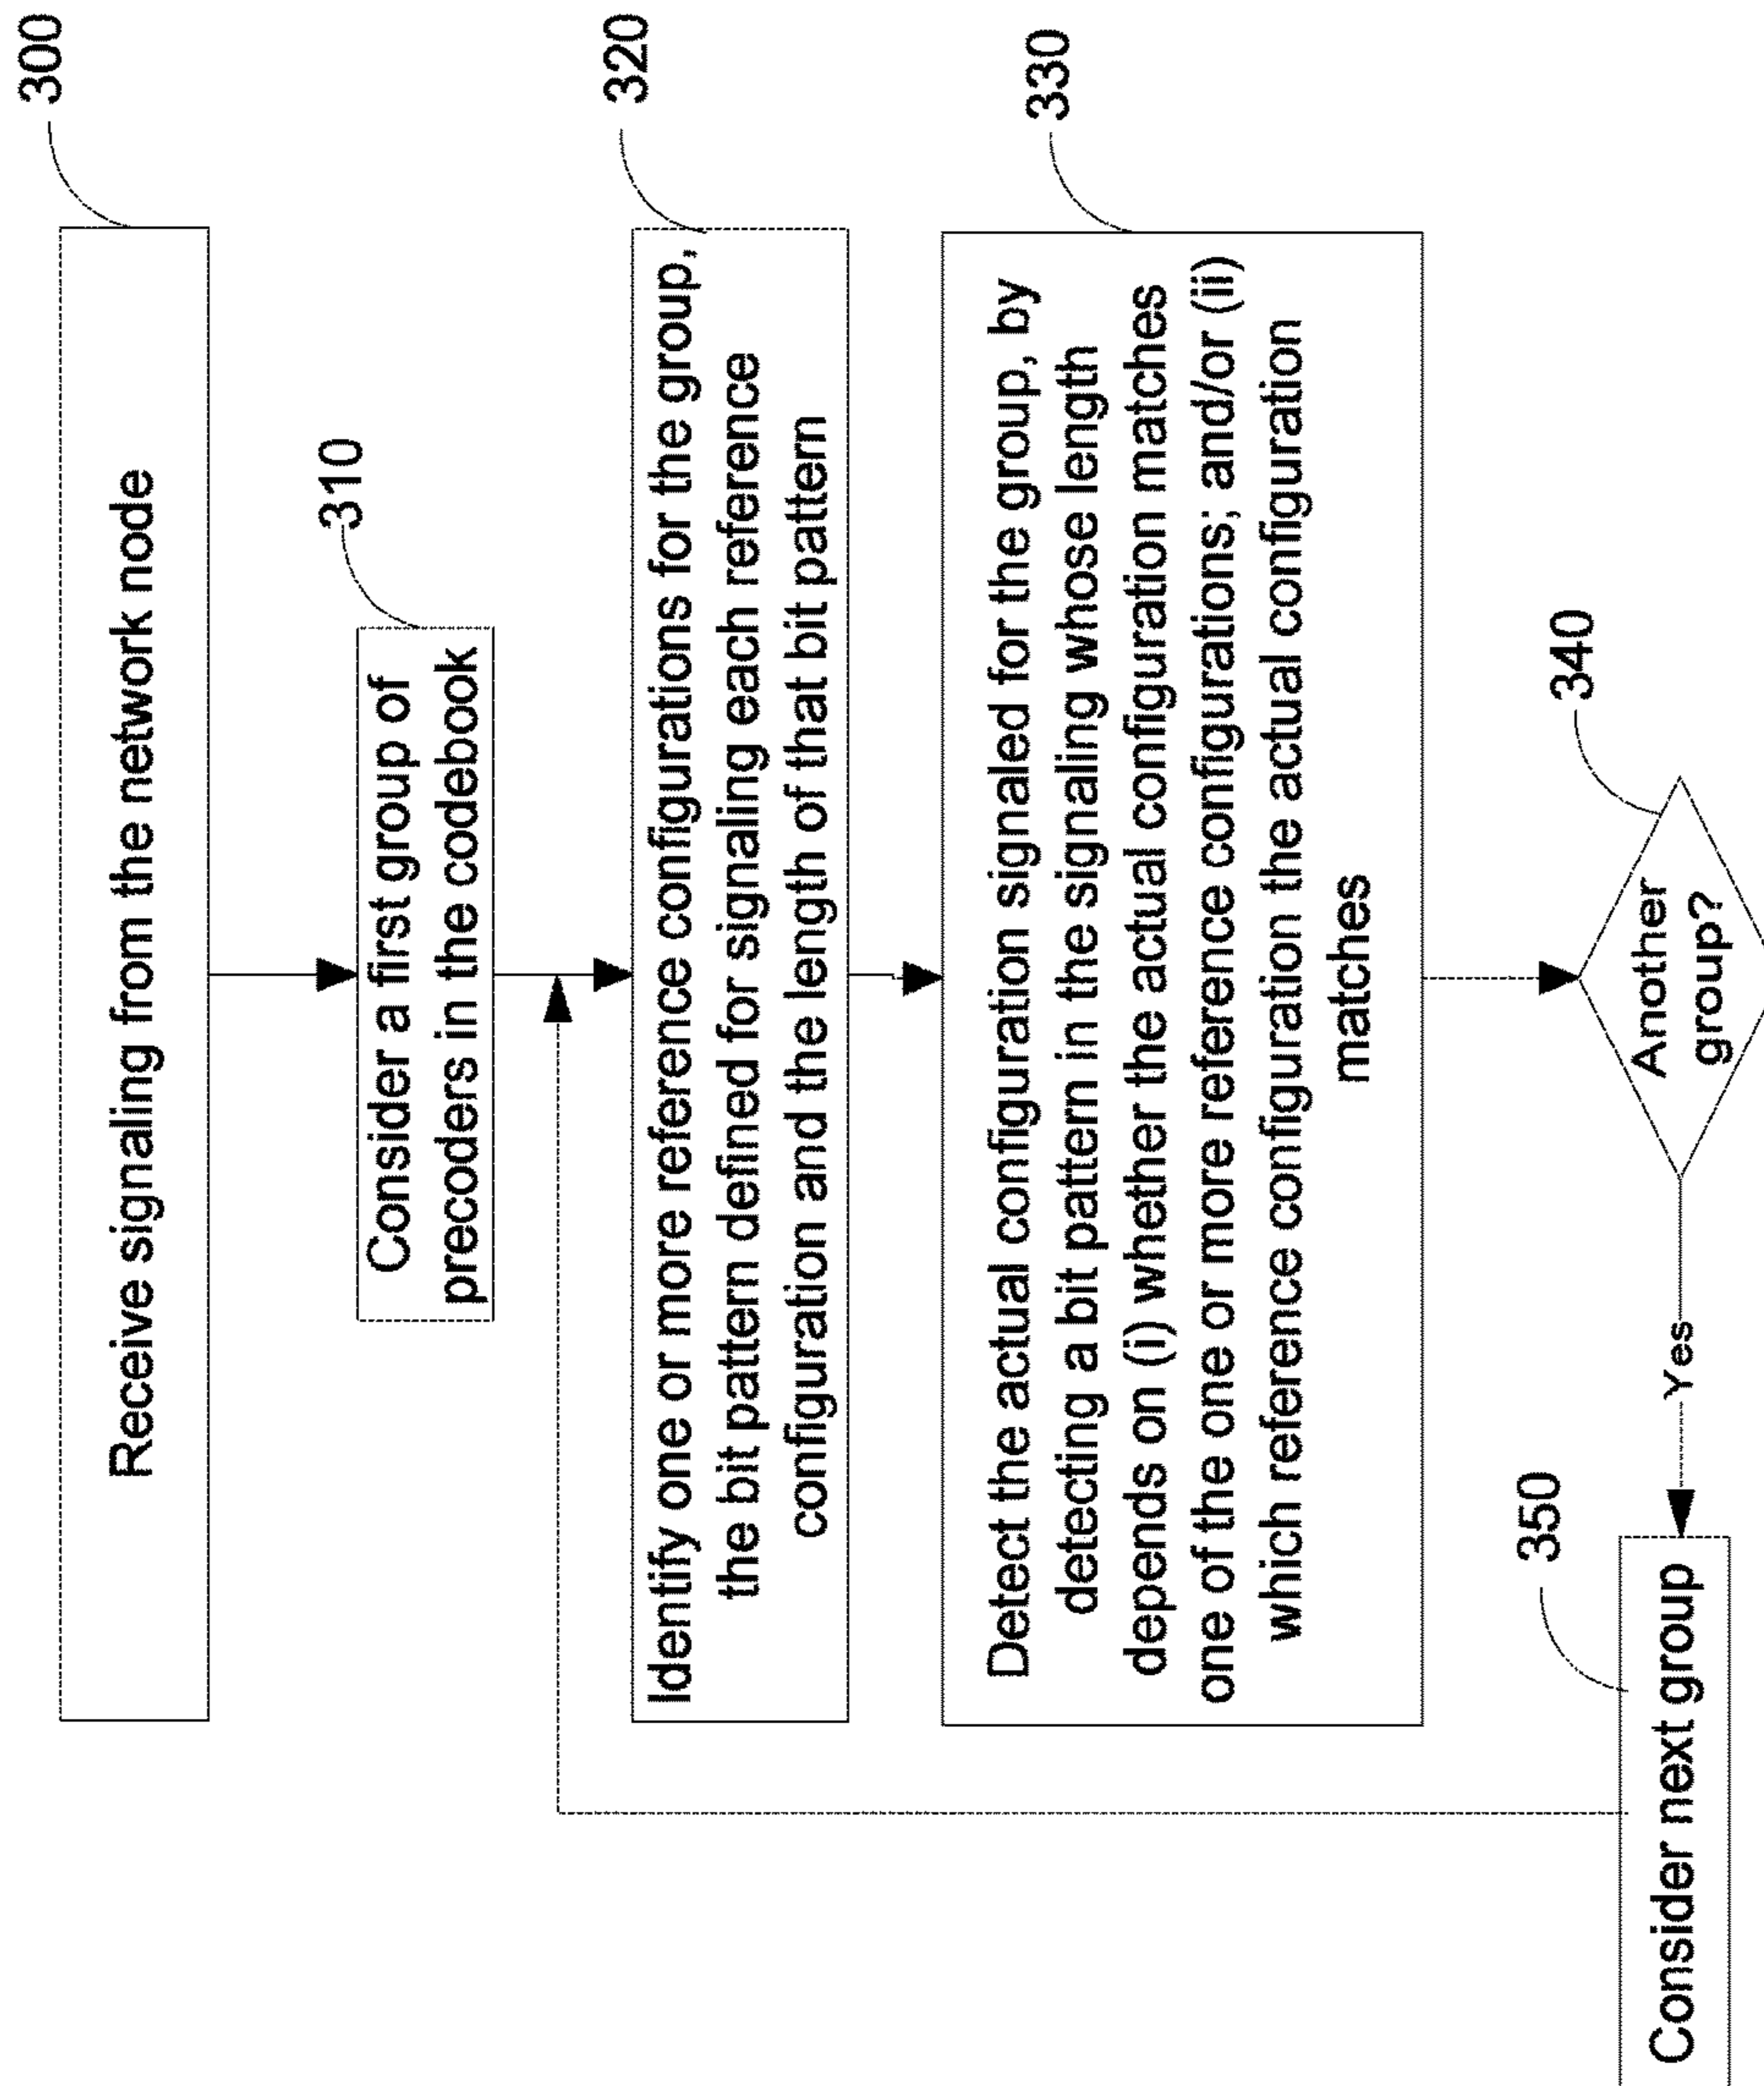 300
Receive signaling from the network node
310
Consider a first group of
precoders in the codebook
320
Identify one or more reference configurations for the group,
the bit pattern defined for signaling each reference
configuration and the length of that bit pattern
330
Detect the actual configuration signaled for the group, by
detecting a bit pattern in the signaling whose length
depends on (i) whether the actual configuration matches
one of the one or more reference configurations; and/or (ii)
which reference configuration the actual configuration
matches
340
Another
group?
Yes
350
Consider next group